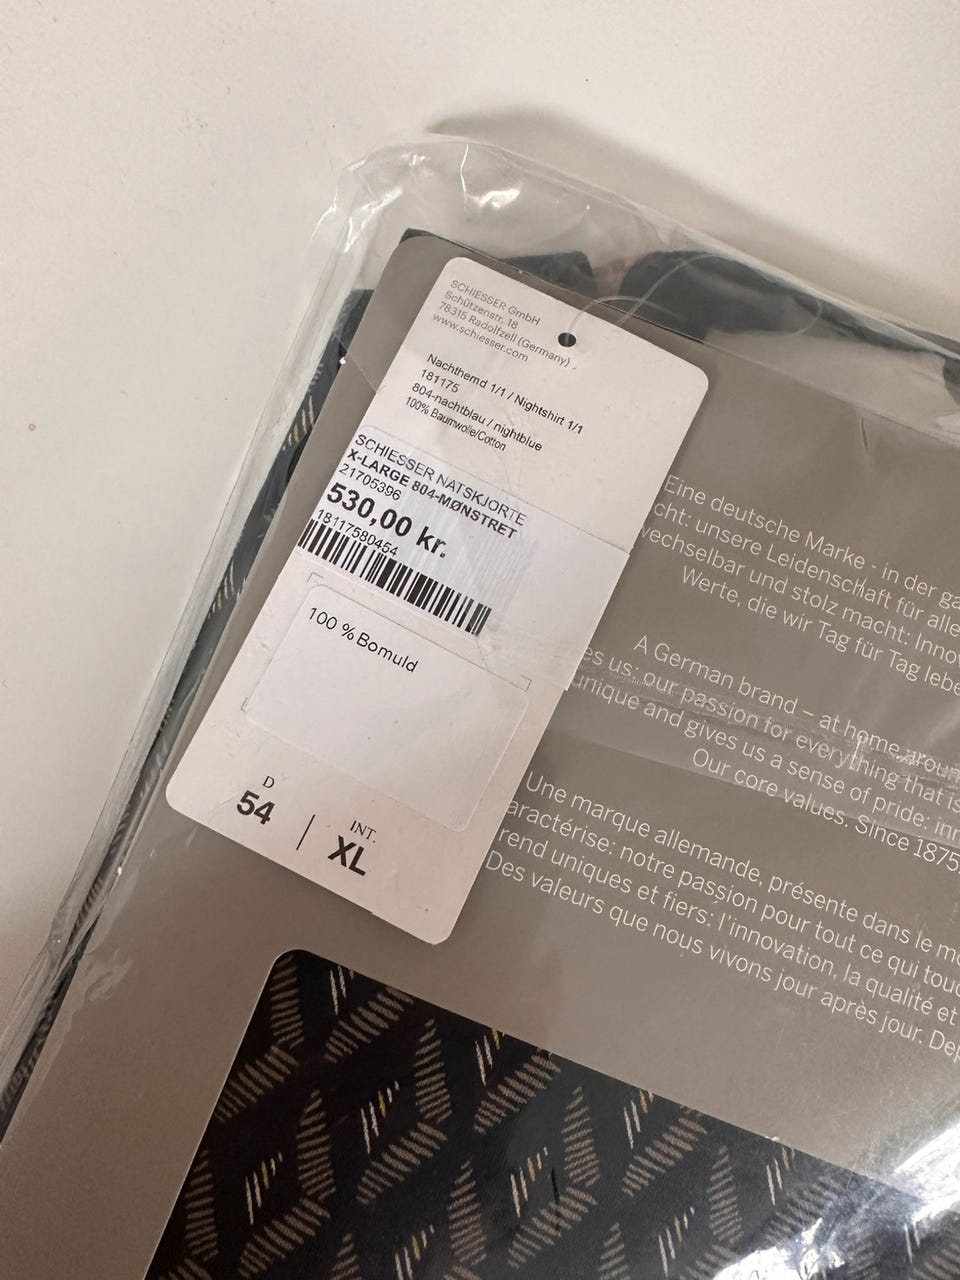 SCHIESSER GmbH
Schützenstr. 18
78315 Radolfzell (Germany)
www.schiesser.com
Nachthemd 1/1 / Nightshirt 1/1
181175
804-nachtblau / nightblue
100% Baumwolle/Cotton
SCHIESSER NATSKJORTE
X-LARGE 804-MØNSTRET
21705396
530,00 kr.
18117580454
100 % Bomuld
D
54
INT.
XL
Eine deutsche Marke - in der
cht: unsere Leidenschaft für alle
wechselbar und stolz macht:
Werte, die wir Tag für Tag
A German brand – at home
es us: our passion for everything that is
unique and gives us a sense of pride:
Our core values. Since 1875
Une marque allemande, présente dans le
aractérise: notre passion pour tout ce qui
rend uniques et fiers: l'innovation, la qualité et
Des valeurs que nous vivons jour après jour.